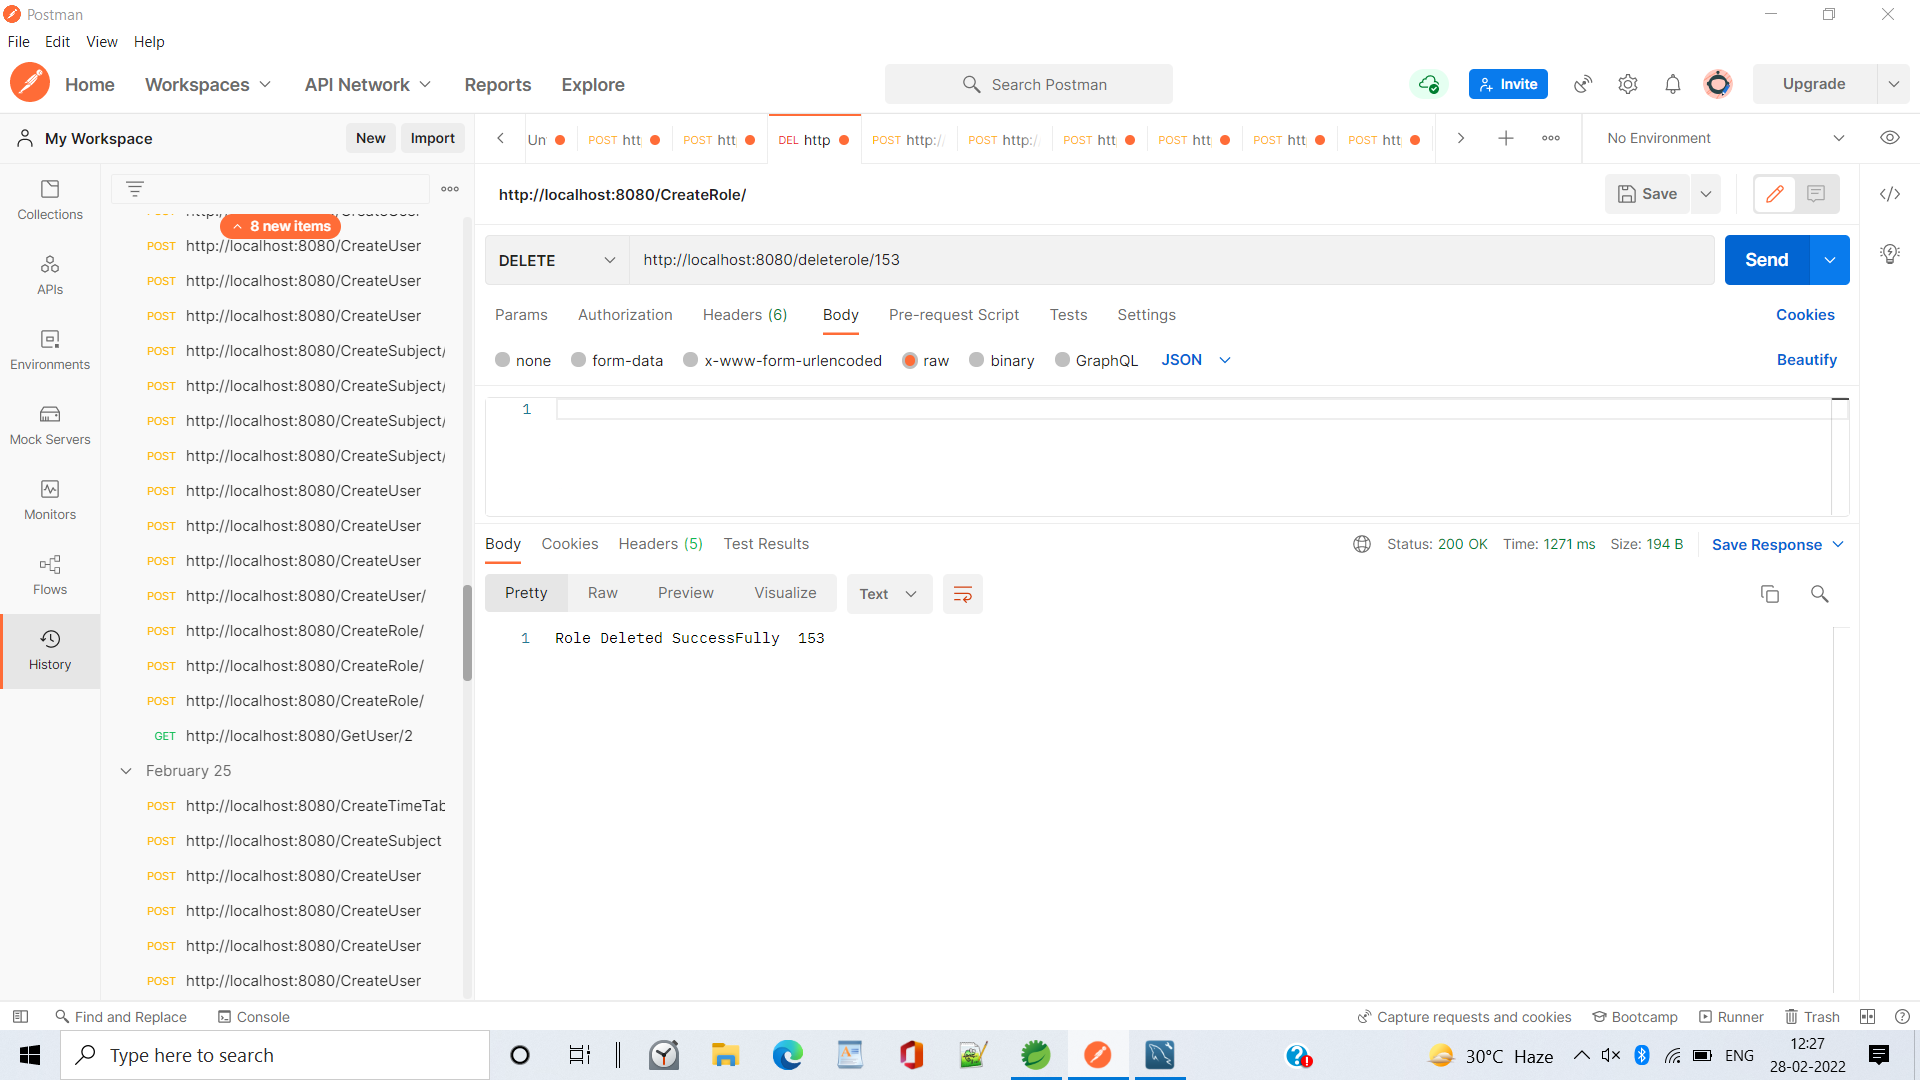 Postman
File Edit View Help
Home Workspaces API Network Reports Explore
Search Postman
Invite
Upgrade
My Workspace
New Import
Un POST htt POST htt DEL http POST http:/ POST http:/ POST htt POST htt POST htt POST htt
No Environment
Collections
APIs
Environments
Mock Servers
Monitors
Flows
History
8 new items
POST http://localhost:8080/CreateUser
POST http://localhost:8080/CreateUser
POST http://localhost:8080/CreateUser
POST http://localhost:8080/CreateSubject/
POST http://localhost:8080/CreateSubject/
POST http://localhost:8080/CreateSubject/
POST http://localhost:8080/CreateSubject/
POST http://localhost:8080/CreateUser
POST http://localhost:8080/CreateUser
POST http://localhost:8080/CreateUser
POST http://localhost:8080/CreateUser/
POST http://localhost:8080/CreateRole/
POST http://localhost:8080/CreateRole/
POST http://localhost:8080/CreateRole/
GET http://localhost:8080/GetUser/2
February 25
POST http://localhost:8080/CreateTimeTab
POST http://localhost:8080/CreateSubject
POST http://localhost:8080/CreateUser
POST http://localhost:8080/CreateUser
POST http://localhost:8080/CreateUser
POST http://localhost:8080/CreateUser
http://localhost:8080/CreateRole/
Save
DELETE http://localhost:8080/deleterole/153
Send
Params Authorization Headers (6) Body Pre-request Script Tests Settings
Cookies
none form-data x-www-form-urlencoded raw binary GraphQL JSON
Beautify
1
Body Cookies Headers (5) Test Results
Status: 200 OK Time: 1271 ms Size: 194 B Save Response
Pretty Raw Preview Visualize Text
1 Role Deleted SuccessFully 153
Find and Replace Console
Capture requests and cookies Bootcamp Runner Trash
Type here to search
30°C Haze
ENG
12:27
28-02-2022